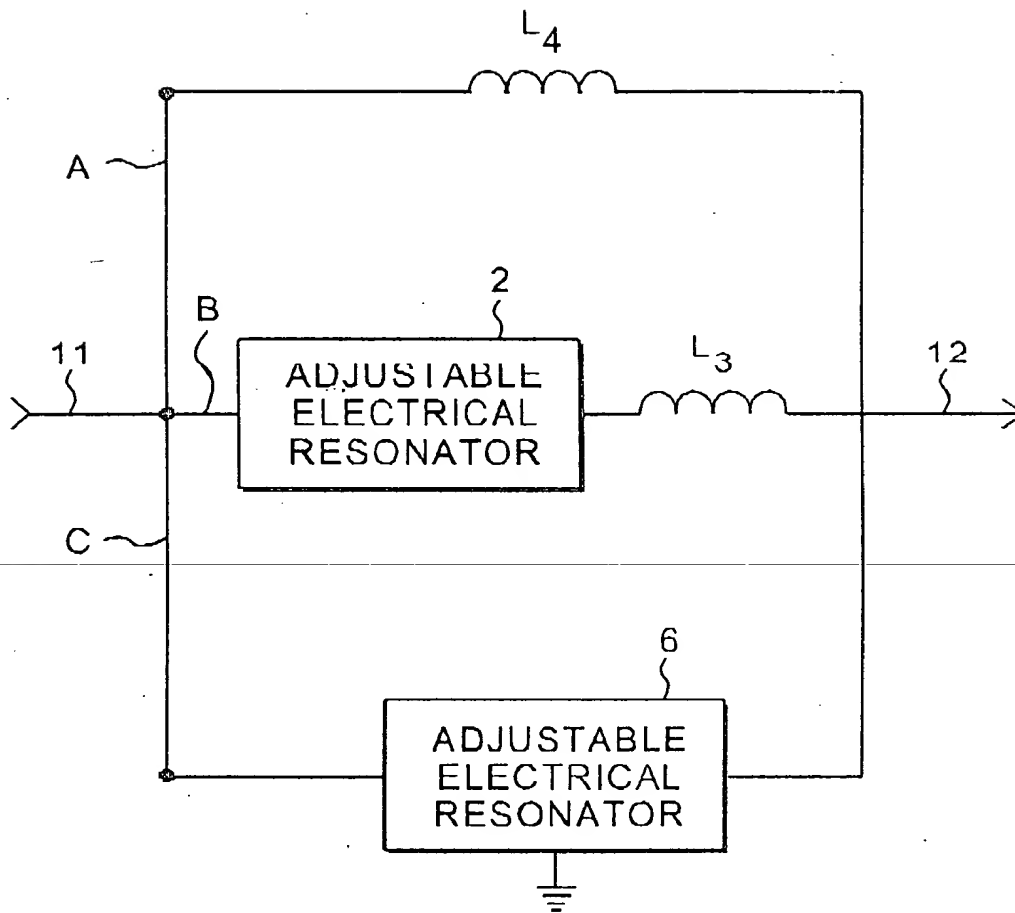 L4
A
2
B
11
ADJUSTABLE
ELECTRICAL
RESONATOR
L3
12
C
6
ADJUSTABLE
ELECTRICAL
RESONATOR